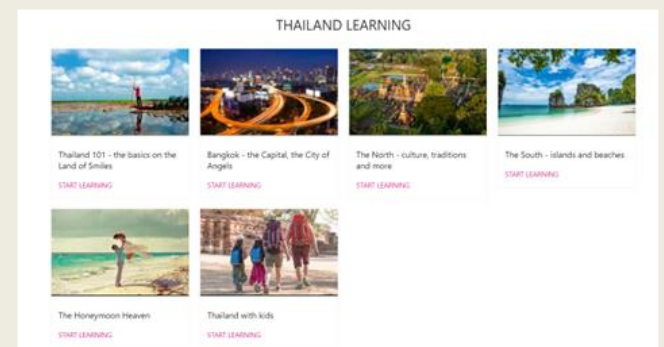 THAILAND LEARNING
Thailand 101 - the basics on the
Land of Smiles
START LEARNING
Bangkok - the Capital, the City of
Angels
START LEARNING
The North - culture, traditions
and more
START LEARNING
The South - islands and beaches
START LEARNING
The Honeymoon Heaven
START LEARNING
Thailand with kids
START LEARNING